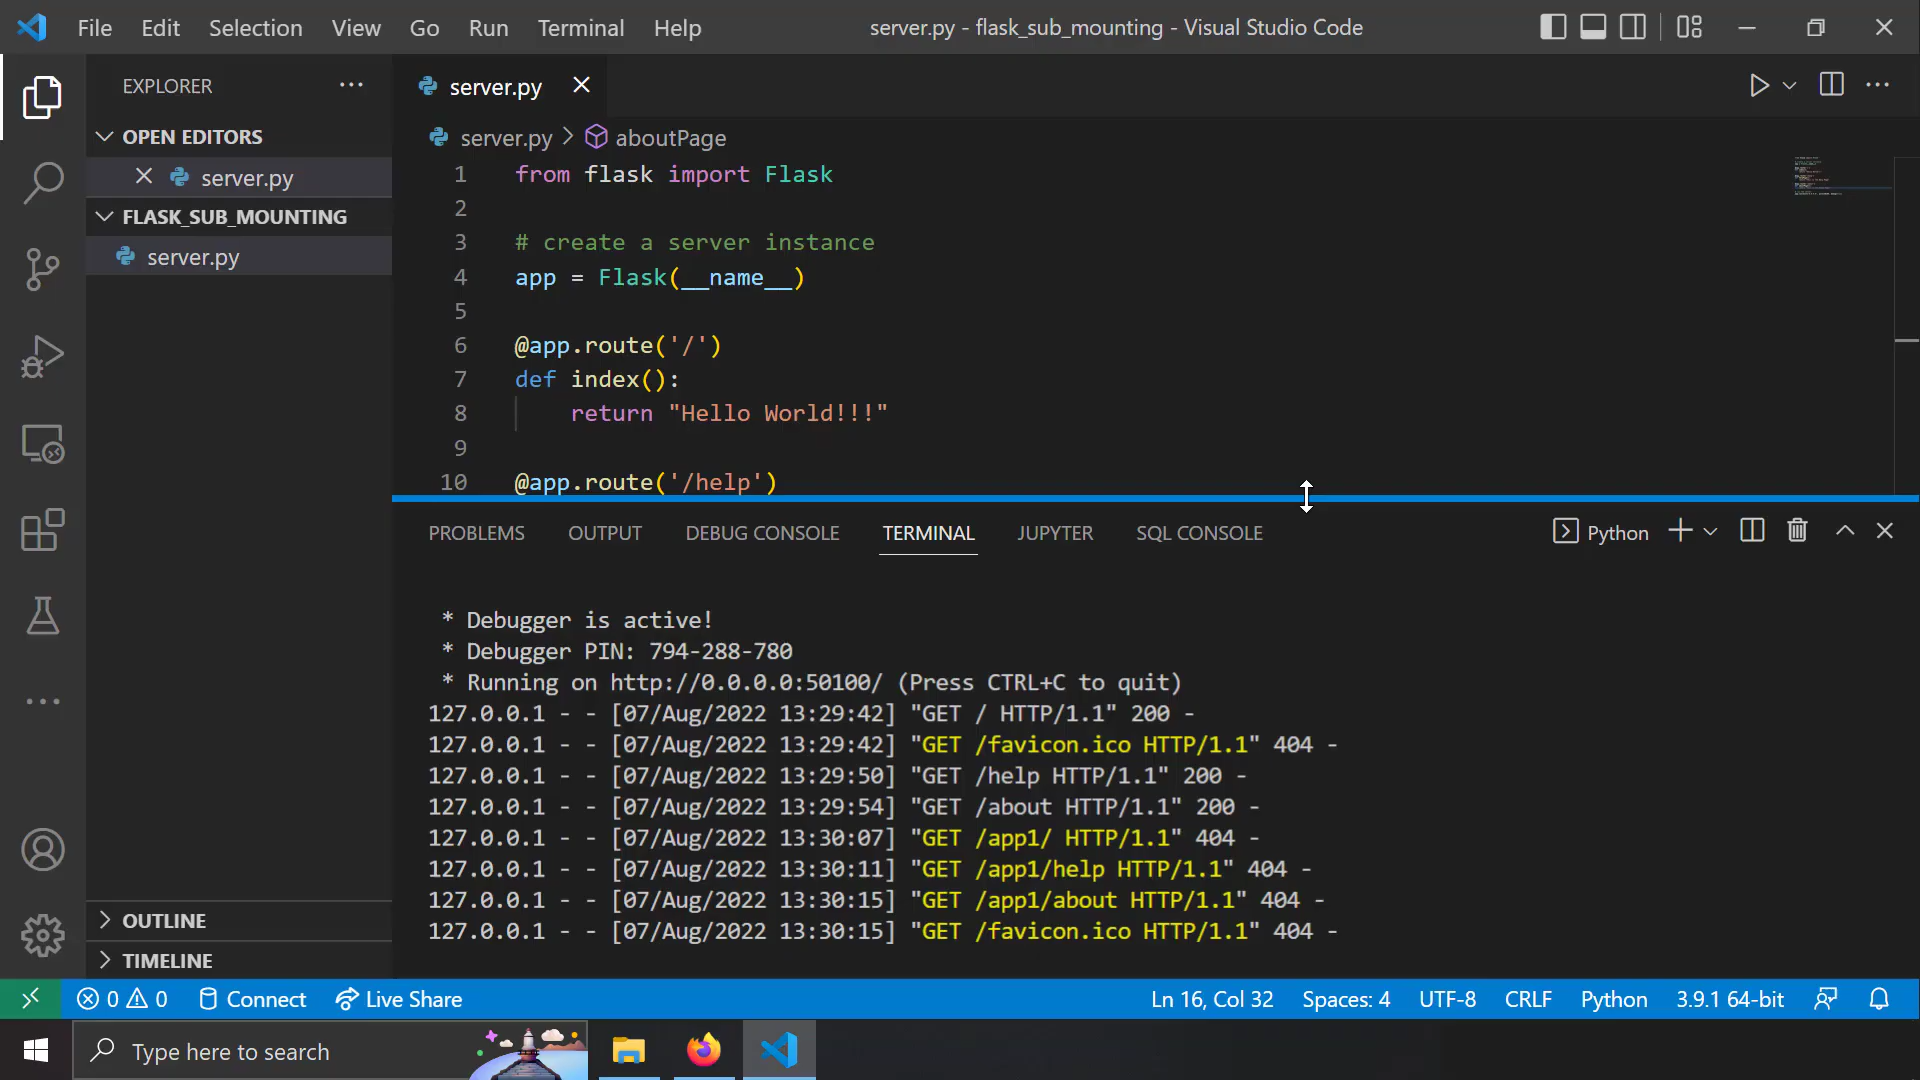 File Edit Selection View Go Run Terminal Help server.py - flask_sub_mounting - Visual Studio Code
EXPLORER
OPEN EDITORS
server.py
FLASK_SUB_MOUNTING
server.py
OUTLINE
TIMELINE
server.py
server.py > aboutPage
1 from flask import Flask
2
3 # create a server instance
4 app = Flask(__name__)
5
6 @app.route('/')
7 def index():
8 return "Hello World!!!"
9
10 @app.route('/help')
PROBLEMS OUTPUT DEBUG CONSOLE TERMINAL JUPYTER SQL CONSOLE Python
* Debugger is active!
* Debugger PIN: 794-288-780
* Running on http://0.0.0.0:50100/ (Press CTRL+C to quit)
127.0.0.1 - - [07/Aug/2022 13:29:42] "GET / HTTP/1.1" 200 -
127.0.0.1 - - [07/Aug/2022 13:29:42] "GET /favicon.ico HTTP/1.1" 404 -
127.0.0.1 - - [07/Aug/2022 13:29:50] "GET /help HTTP/1.1" 200 -
127.0.0.1 - - [07/Aug/2022 13:29:54] "GET /about HTTP/1.1" 200 -
127.0.0.1 - - [07/Aug/2022 13:30:07] "GET /app1/ HTTP/1.1" 404 -
127.0.0.1 - - [07/Aug/2022 13:30:11] "GET /app1/help HTTP/1.1" 404 -
127.0.0.1 - - [07/Aug/2022 13:30:15] "GET /app1/about HTTP/1.1" 404 -
127.0.0.1 - - [07/Aug/2022 13:30:15] "GET /favicon.ico HTTP/1.1" 404 -
0 0 Connect Live Share Ln 16, Col 32 Spaces: 4 UTF-8 CRLF Python 3.9.1 64-bit
Type here to search